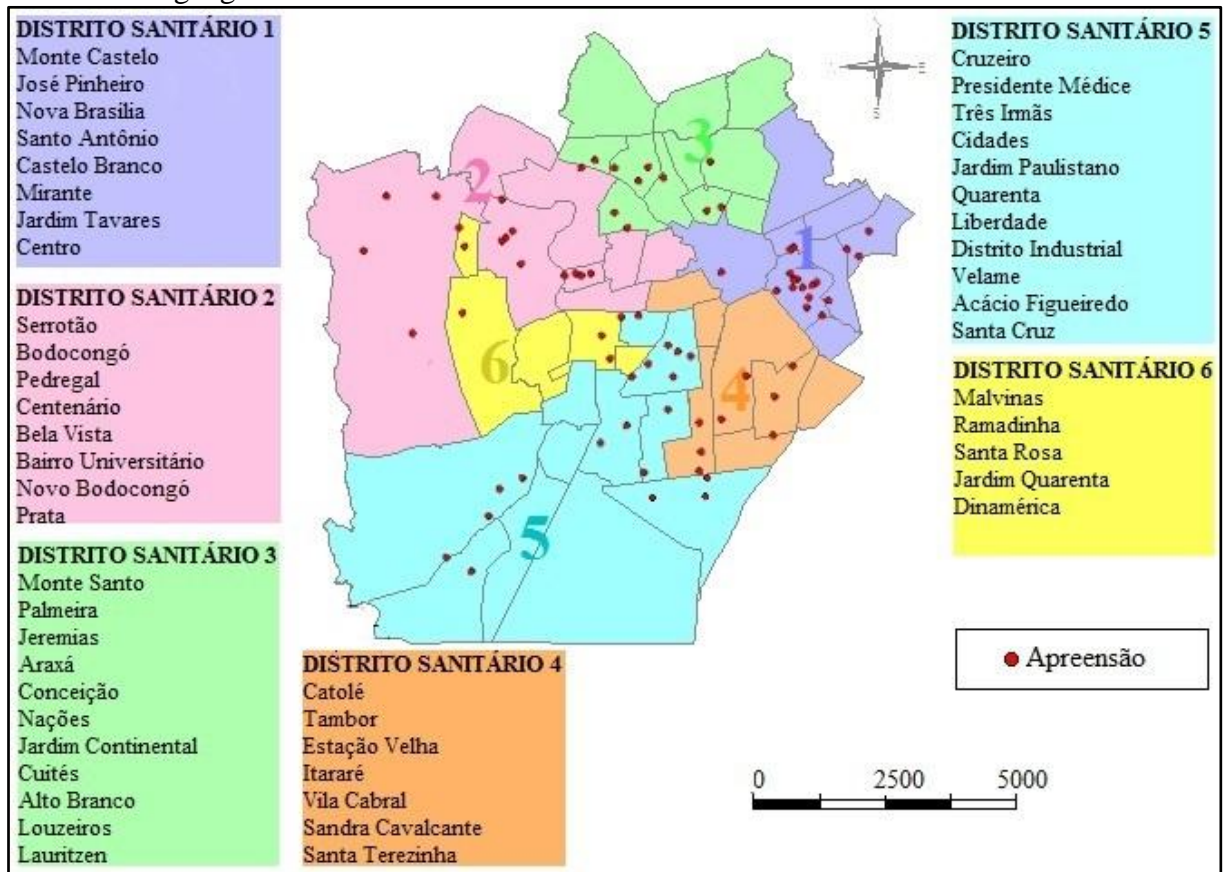 DISTRITO SANITÁRIO 1
Monte Castelo
José Pinheiro
Nova Brasília
Santo Antônio
Castelo Branco
Mirante
Jardim Tavares
Centro
DISTRITO SANITÁRIO 2
Serrotão
Bodocongó
Pedregal
Centenário
Bela Vista
Bairro Universitário
Novo Bodocongó
Prata
DISTRITO SANITÁRIO 3
Monte Santo
Palmeira
Jeremias
Araxá
Conceição
Nações
Jardim Continental
Cuités
Alto Branco
Louzeiros
Lauritzen
DISTRITO SANITÁRIO 4
Catolé
Tambor
Estação Velha
Itararé
Vila Cabral
Sandra Cavalcante
Santa Terezinha
DISTRITO SANITÁRIO 5
Cruzeiro
Presidente Médice
Três Irmãs
Cidades
Jardim Paulistano
Quarenta
Liberdade
Distrito Industrial
Velame
Acácio Figueiredo
Santa Cruz
DISTRITO SANITÁRIO 6
Malvinas
Ramadinha
Santa Rosa
Jardim Quarenta
Dinamérica
3
2
1
6
4
5
Apreensão
0 2500 5000